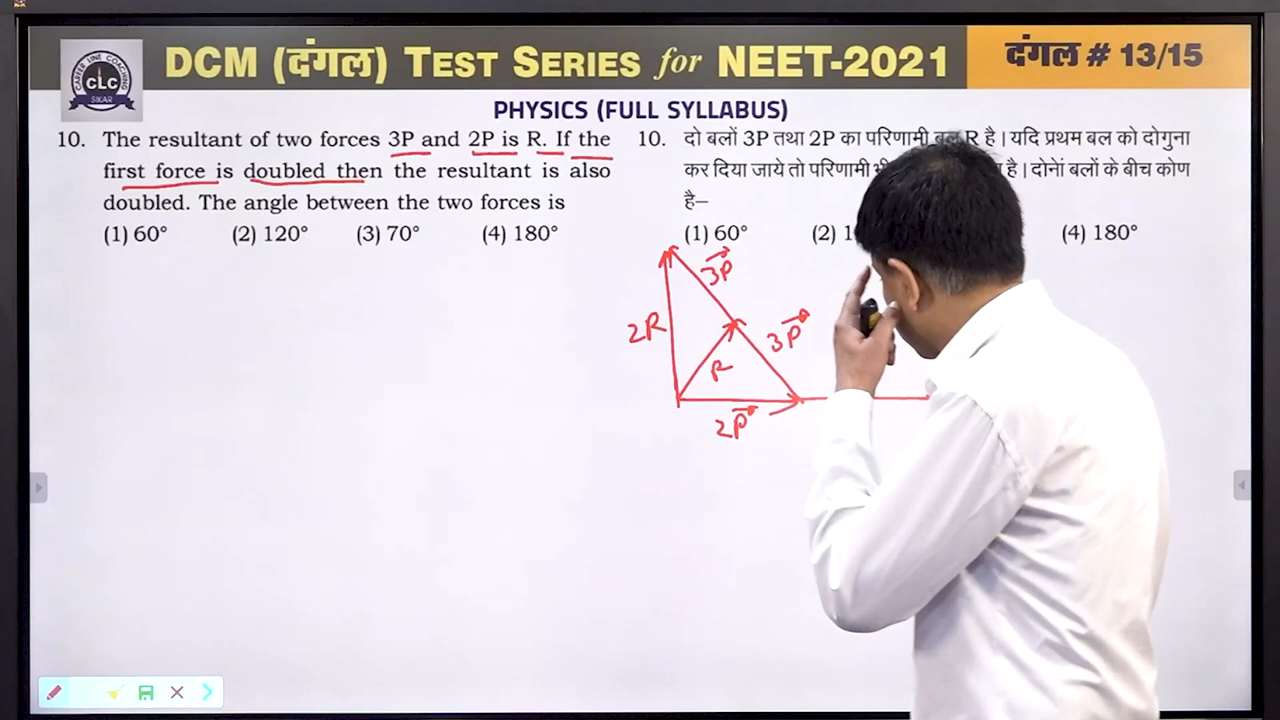 CAREER LINE COACHING
CLC
SIKAR
DCM (दंगल) TEST SERIES for NEET-2021
दंगल # 13/15
PHYSICS (FULL SYLLABUS)
10. The resultant of two forces 3P and 2P is R. If the
first force is doubled then the resultant is also
doubled. The angle between the two forces is
(1) 60° (2) 120° (3) 70° (4) 180°
10. दो बलों 3P तथा 2P का परिणामी बल R है। यदि प्रथम बल को दोगुना
कर दिया जाये तो परिणामी है। दोनों बलों के बीच कोण
है–
(1) 60° (2) 1 (4) 180°
3P
2R
3P
R
2P